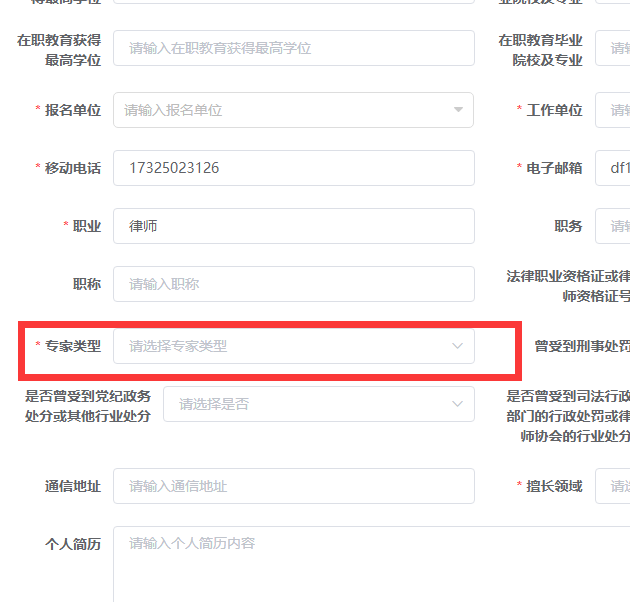 在职教育获得
最高学位
请输入在职教育获得最高学位
在职教育毕业
院校及专业
* 报名单位
请输入报名单位
* 工作单位
* 移动电话
17325023126
* 电子邮箱
df1
* 职业
律师
职务
职称
请输入职称
法律职业资格证或律
师资格证号
* 专家类型
请选择专家类型
曾受到刑事处罚
是否曾受到党纪政务
处分或其他行业处分
请选择是否
是否曾受到司法行政
部门的行政处罚或律
师协会的行业处分
通信地址
请输入通信地址
* 擅长领域
个人简历
请输入个人简历内容